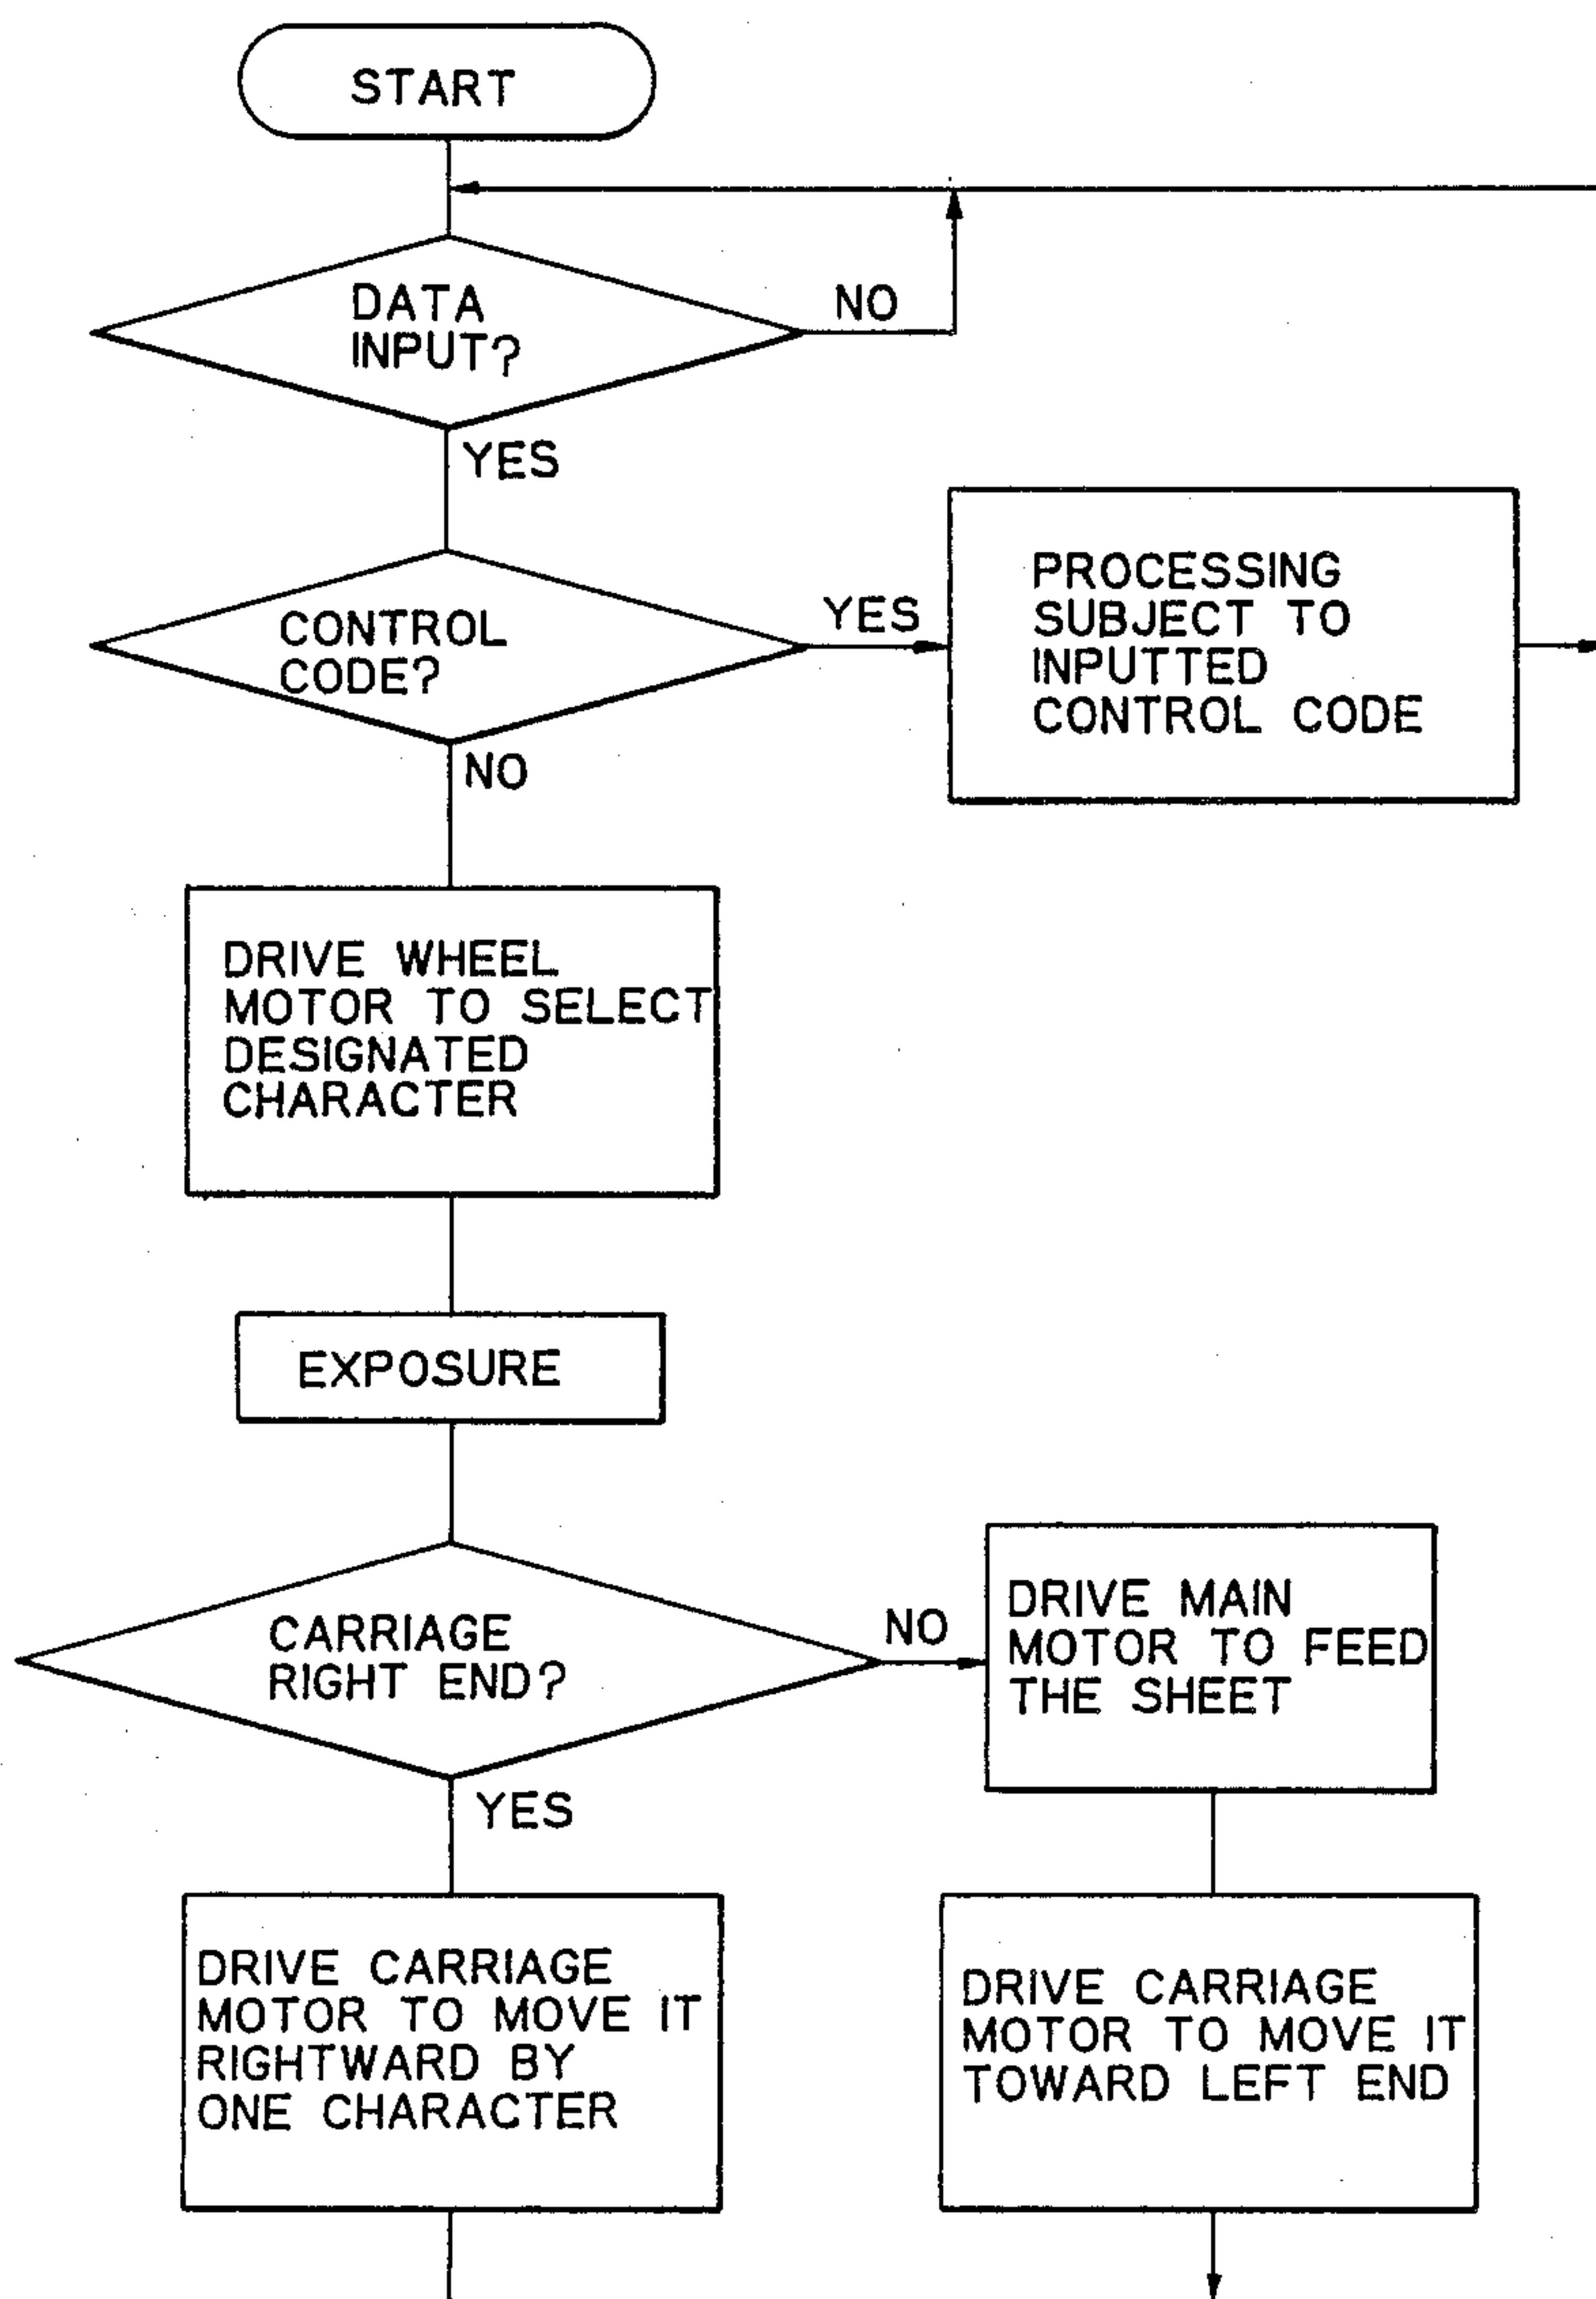 START
DATA
INPUT?
NO
YES
CONTROL
CODE?
YES
NO
PROCESSING
SUBJECT TO
INPUTTED
CONTROL CODE
DRIVE WHEEL
MOTOR TO SELECT
DESIGNATED
CHARACTER
EXPOSURE
CARRIAGE
RIGHT END?
NO
YES
DRIVE MAIN
MOTOR TO FEED
THE SHEET
DRIVE CARRIAGE
MOTOR TO MOVE IT
RIGHTWARD BY
ONE CHARACTER
DRIVE CARRIAGE
MOTOR TO MOVE IT
TOWARD LEFT END